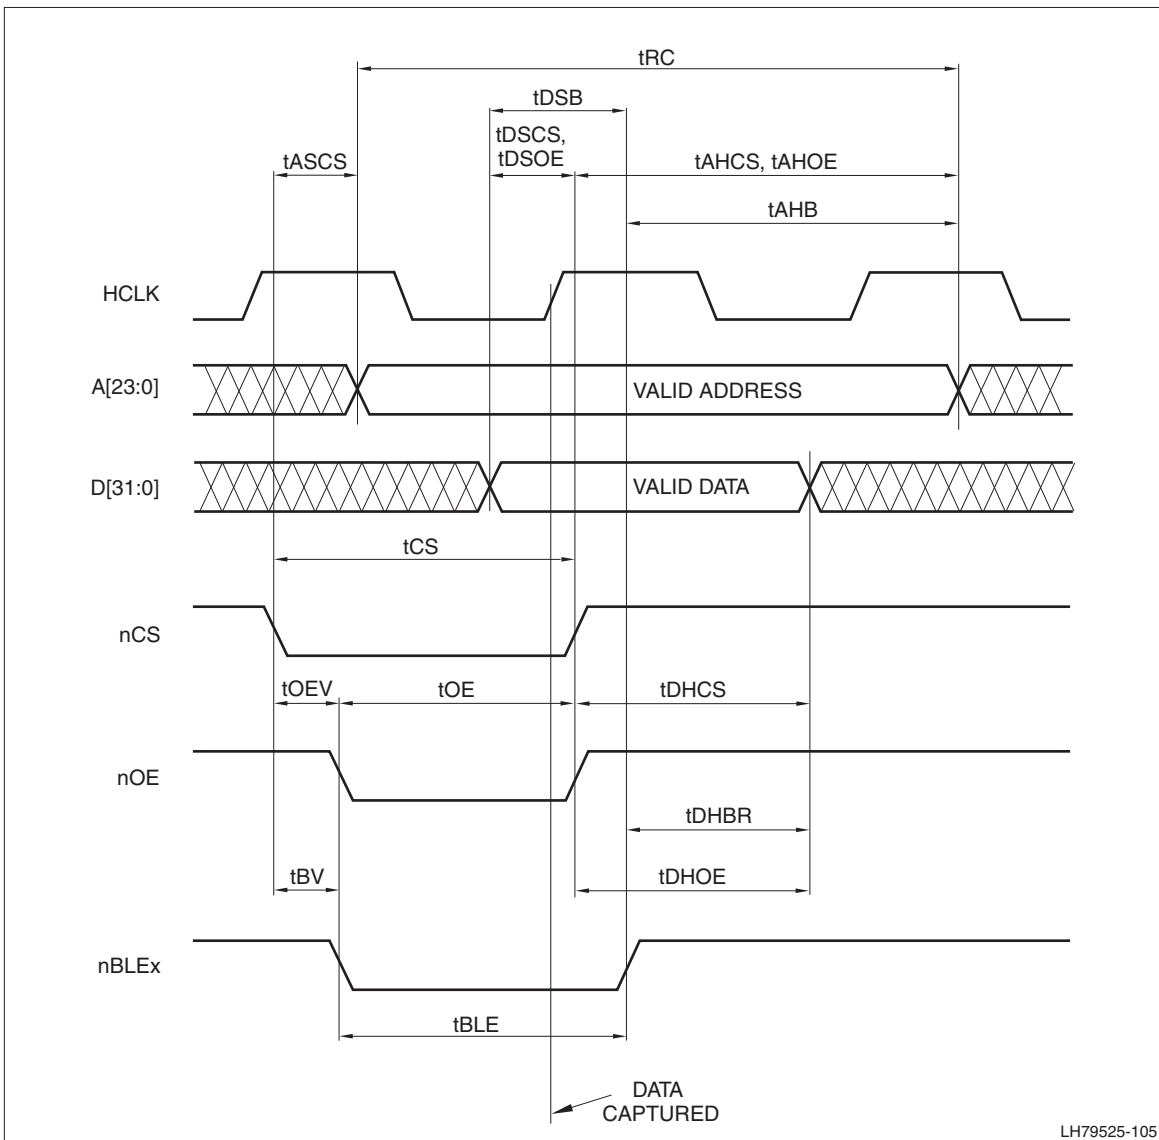 tRC
tDSB
tASCS
tDSCS,
tDSOE
tAHCS, tAHOE
tAHB
HCLK
A[23:0]
VALID ADDRESS
D[31:0]
VALID DATA
tCS
nCS
tOEV
tOE
tDHCS
nOE
tDHBR
tBV
tDHOE
nBLEx
tBLE
DATA
CAPTURED
LH79525-105